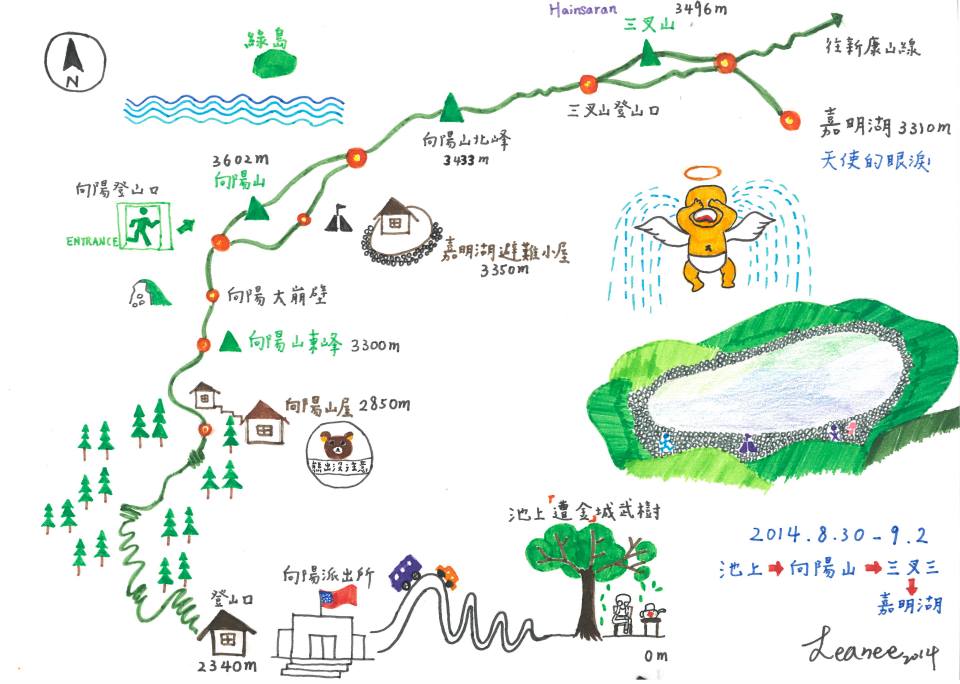 Hainsaran
3496m
三叉山
綠島
N
往新康山線
三叉山登山口
嘉明湖 3310m
天使的眼淚!
向陽山北峰
3433m
3602m
向陽山
向陽登山口
ENTRANCE
嘉明湖避難小屋
3350m
向陽大崩壁
向陽山東峰 3300m
向陽山屋 2850m
熊出沒注意
池上「遭金城武樹
2014.8.30-9.2
池上➡向陽山➡三叉三
嘉明湖
向陽派出所
登山口
2340m
0m
Leanee 2014